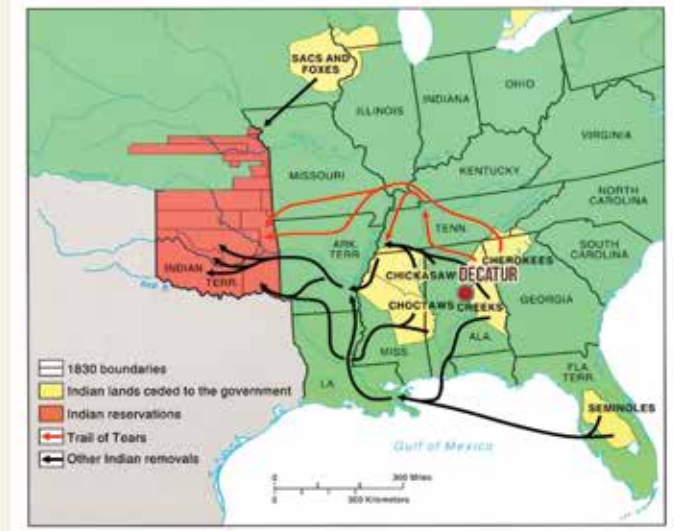 SACS AND
FOXES
ILLINOIS
INDIANA
OHIO
VIRGINIA
MISSOURI
KENTUCKY
NORTH
CAROLINA
TENN.
ARK.
TERR.
SOUTH
CAROLINA
CHEROKEES
CHICKASAW
DECATUR
INDIAN
TERR.
CHOCTAWS
CREEKS
GEORGIA
MISS.
ALA.
LA.
FLA.
TERR.
SEMINOLES
Gulf of Mexico
1830 boundaries
Indian lands ceded to the government
Indian reservations
Trail of Tears
Other Indian removals
0
300 Miles
0
300 Kilometers